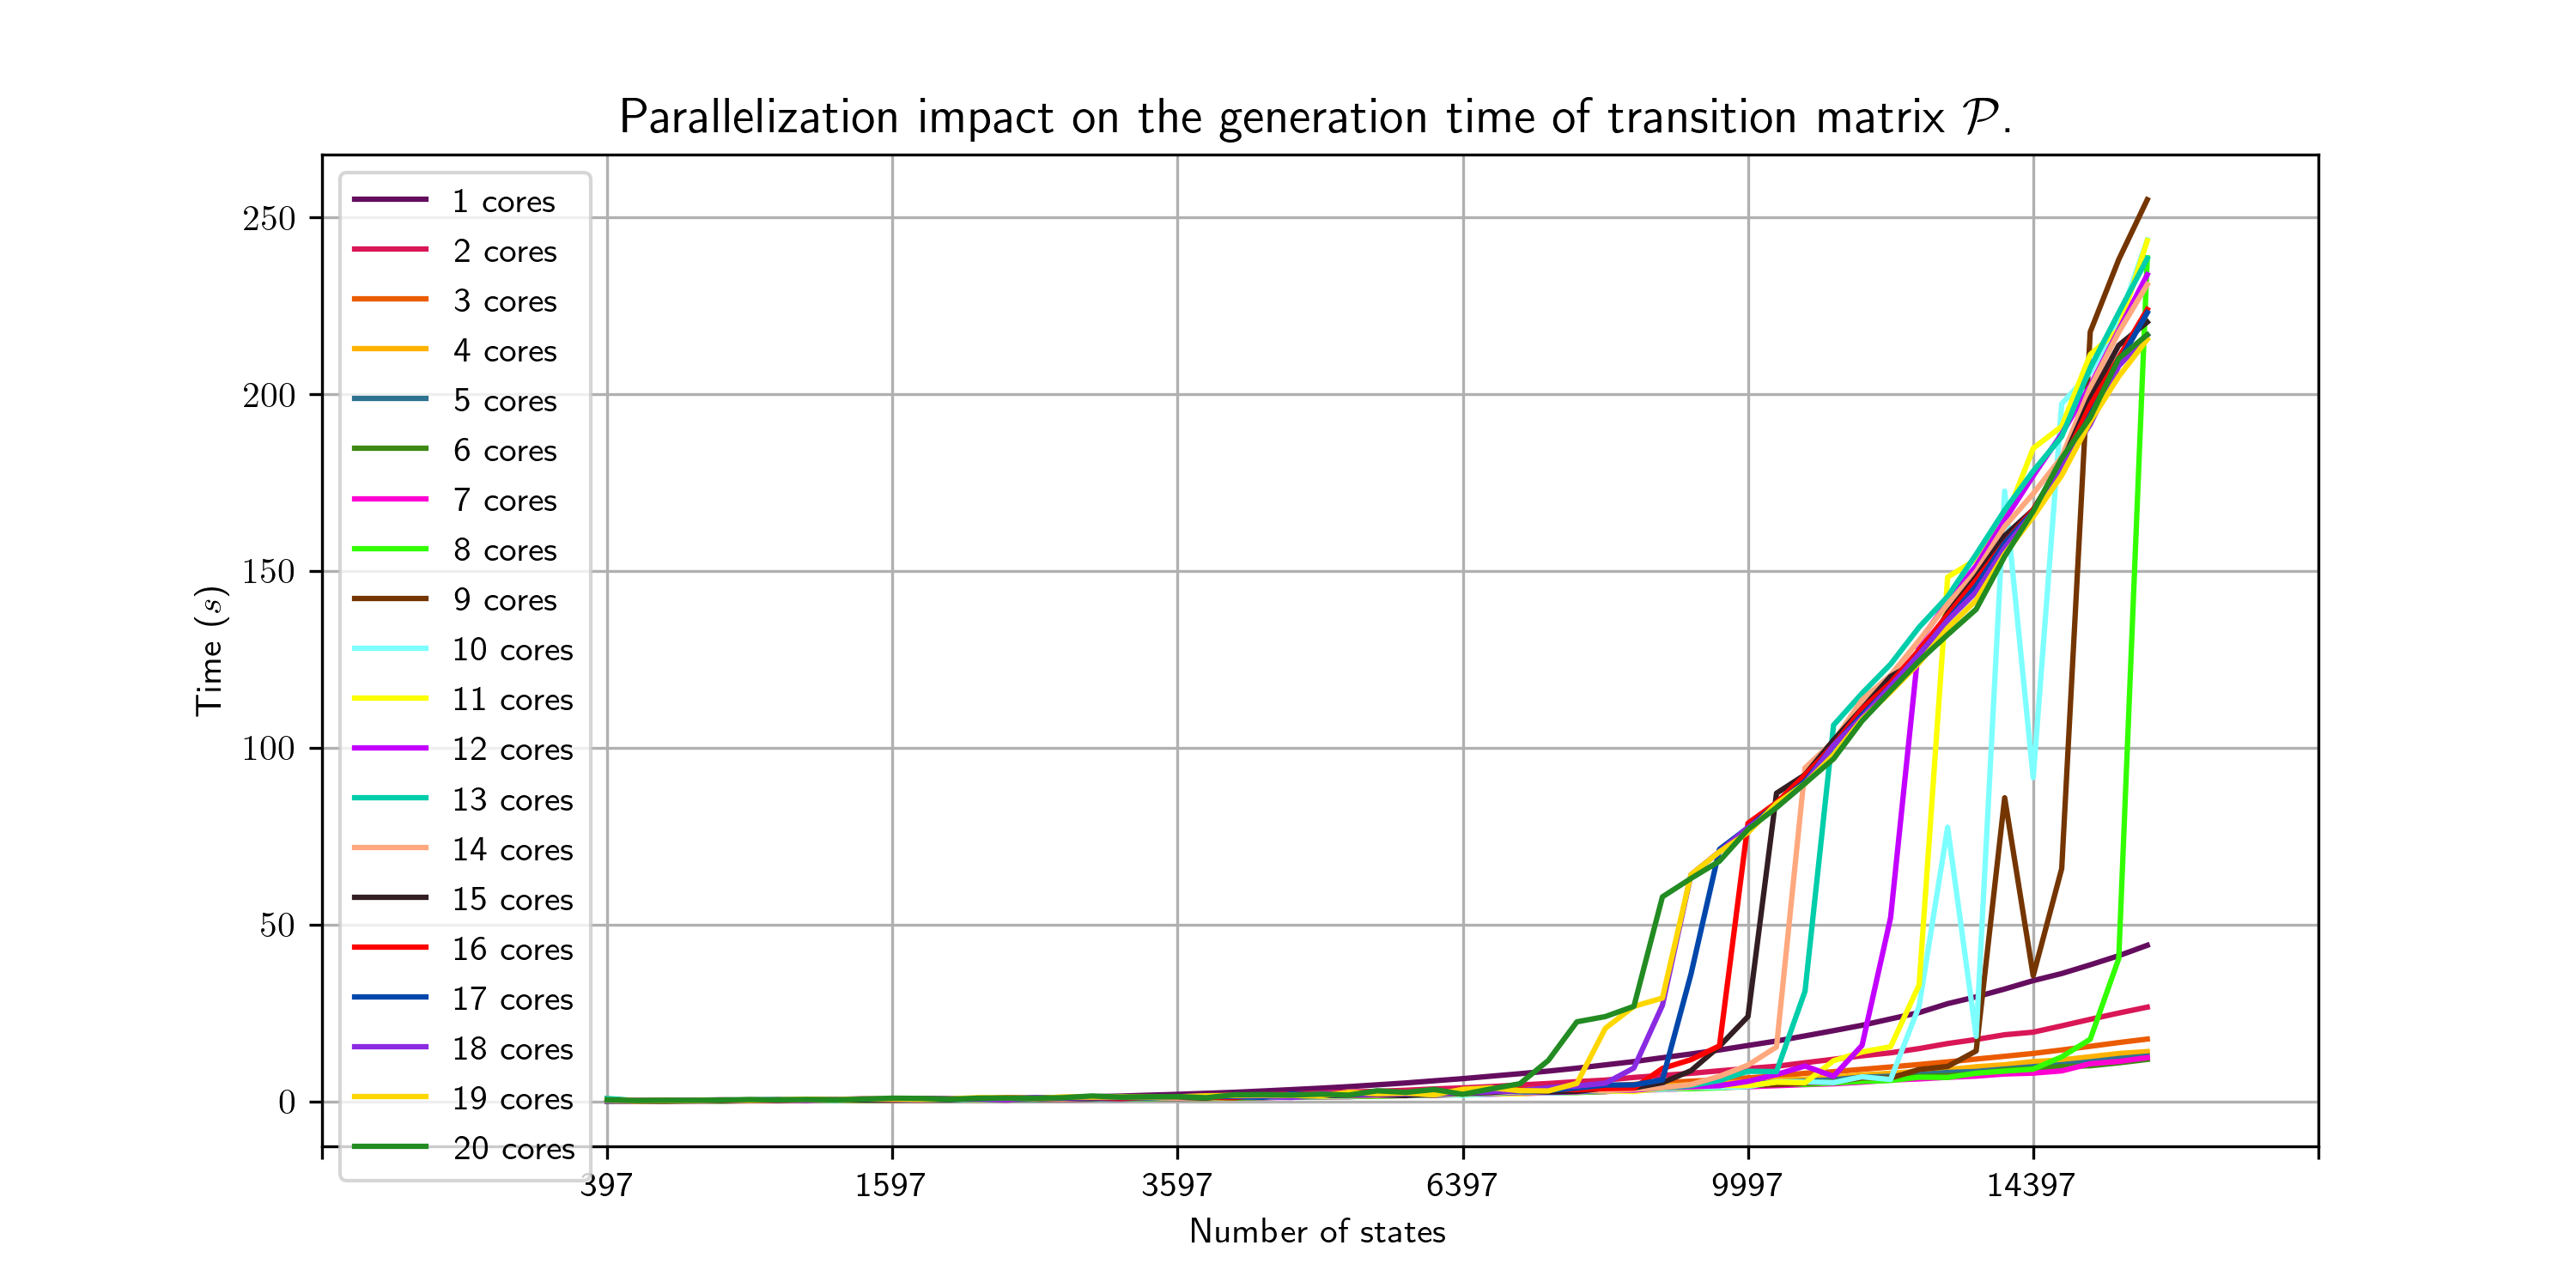 Parallelization impact on the generation time of transition matrix 𝒫.
250
200
150
100
50
0
Time (s)
1 cores
2 cores
3 cores
4 cores
5 cores
6 cores
7 cores
8 cores
9 cores
10 cores
11 cores
12 cores
13 cores
14 cores
15 cores
16 cores
17 cores
18 cores
19 cores
20 cores
397 1597 3597 6397 9997 14397
Number of states